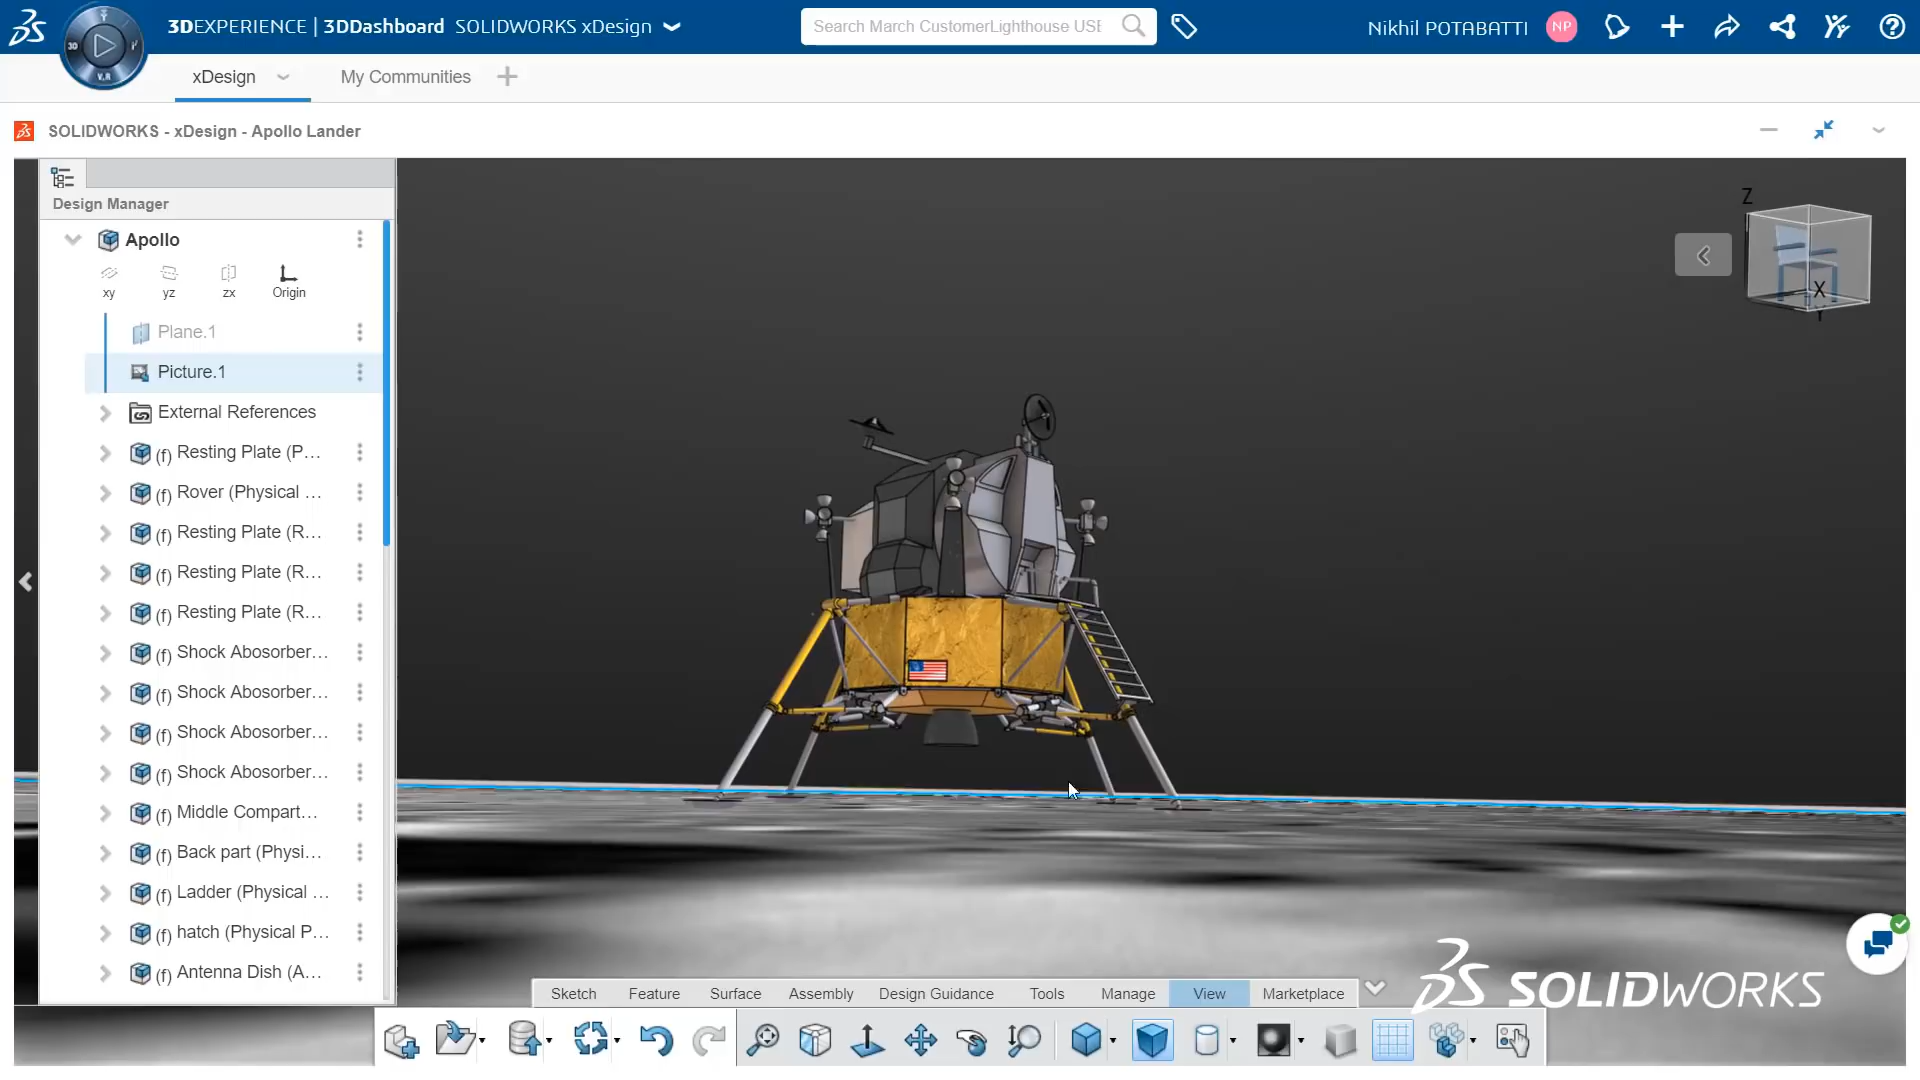 3DEXPERIENCE | 3DDashboard SOLIDWORKS xDesign
Search March CustomerLighthouse USE
Nikhil POTABATTI NP
3D
V.R
xDesign
My Communities
SOLIDWORKS - xDesign - Apollo Lander
Design Manager
Apollo
xy yz zx Origin
Plane.1
Picture.1
External References
(f) Resting Plate (P...
(f) Rover (Physical ...
(f) Resting Plate (R...
(f) Resting Plate (R...
(f) Resting Plate (R...
(f) Shock Abosorber...
(f) Shock Abosorber...
(f) Shock Abosorber...
(f) Shock Abosorber...
(f) Middle Compart...
(f) Back part (Physi...
(f) Ladder (Physical ...
(f) hatch (Physical P...
(f) Antenna Dish (A...
Z
X
Y
Sketch Feature Surface Assembly Design Guidance Tools Manage View Marketplace
SOLIDWORKS